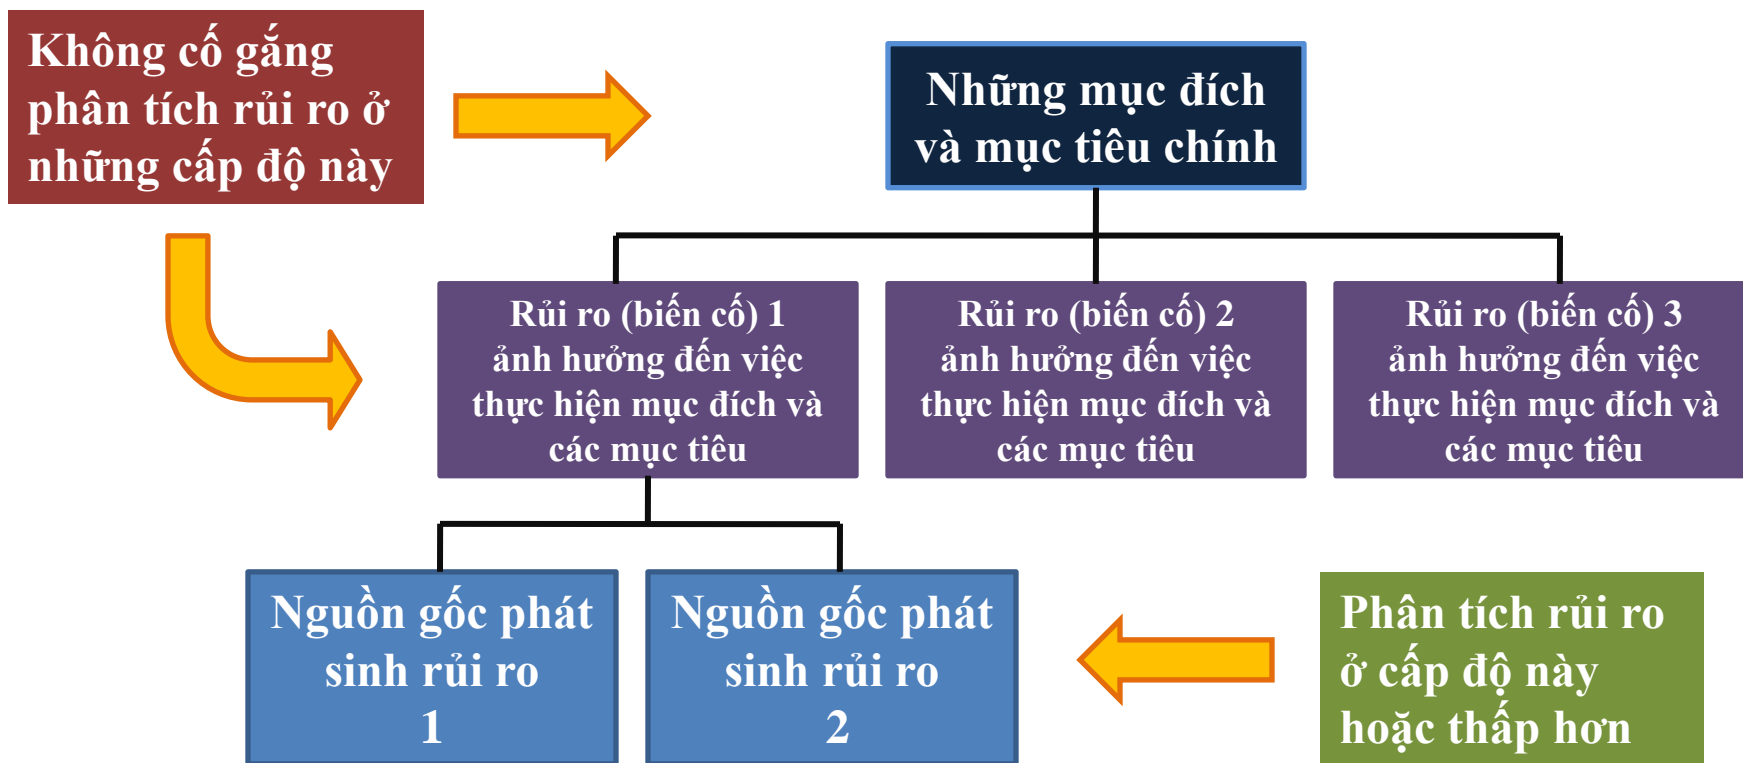 Không cố gắng
phân tích rủi ro ở
những cấp độ này
Những mục đích
và mục tiêu chính
Rủi ro (biến cố) 1
ảnh hưởng đến việc
thực hiện mục đích và
các mục tiêu
Rủi ro (biến cố) 2
ảnh hưởng đến việc
thực hiện mục đích và
các mục tiêu
Rủi ro (biến cố) 3
ảnh hưởng đến việc
thực hiện mục đích và
các mục tiêu
Nguồn gốc phát
sinh rủi ro
1
Nguồn gốc phát
sinh rủi ro
2
Phân tích rủi ro
ở cấp độ này
hoặc thấp hơn